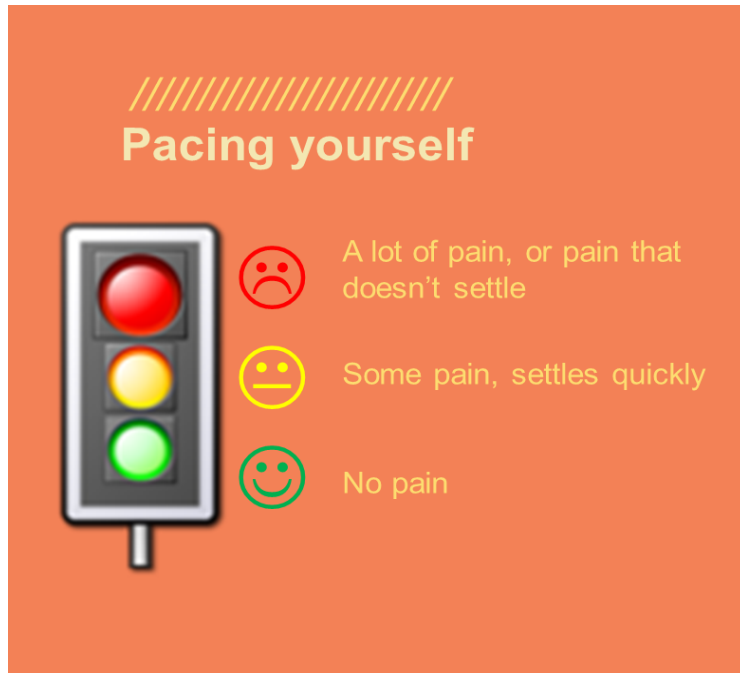 Pacing yourself
A lot of pain, or pain that
doesn’t settle
Some pain, settles quickly
No pain